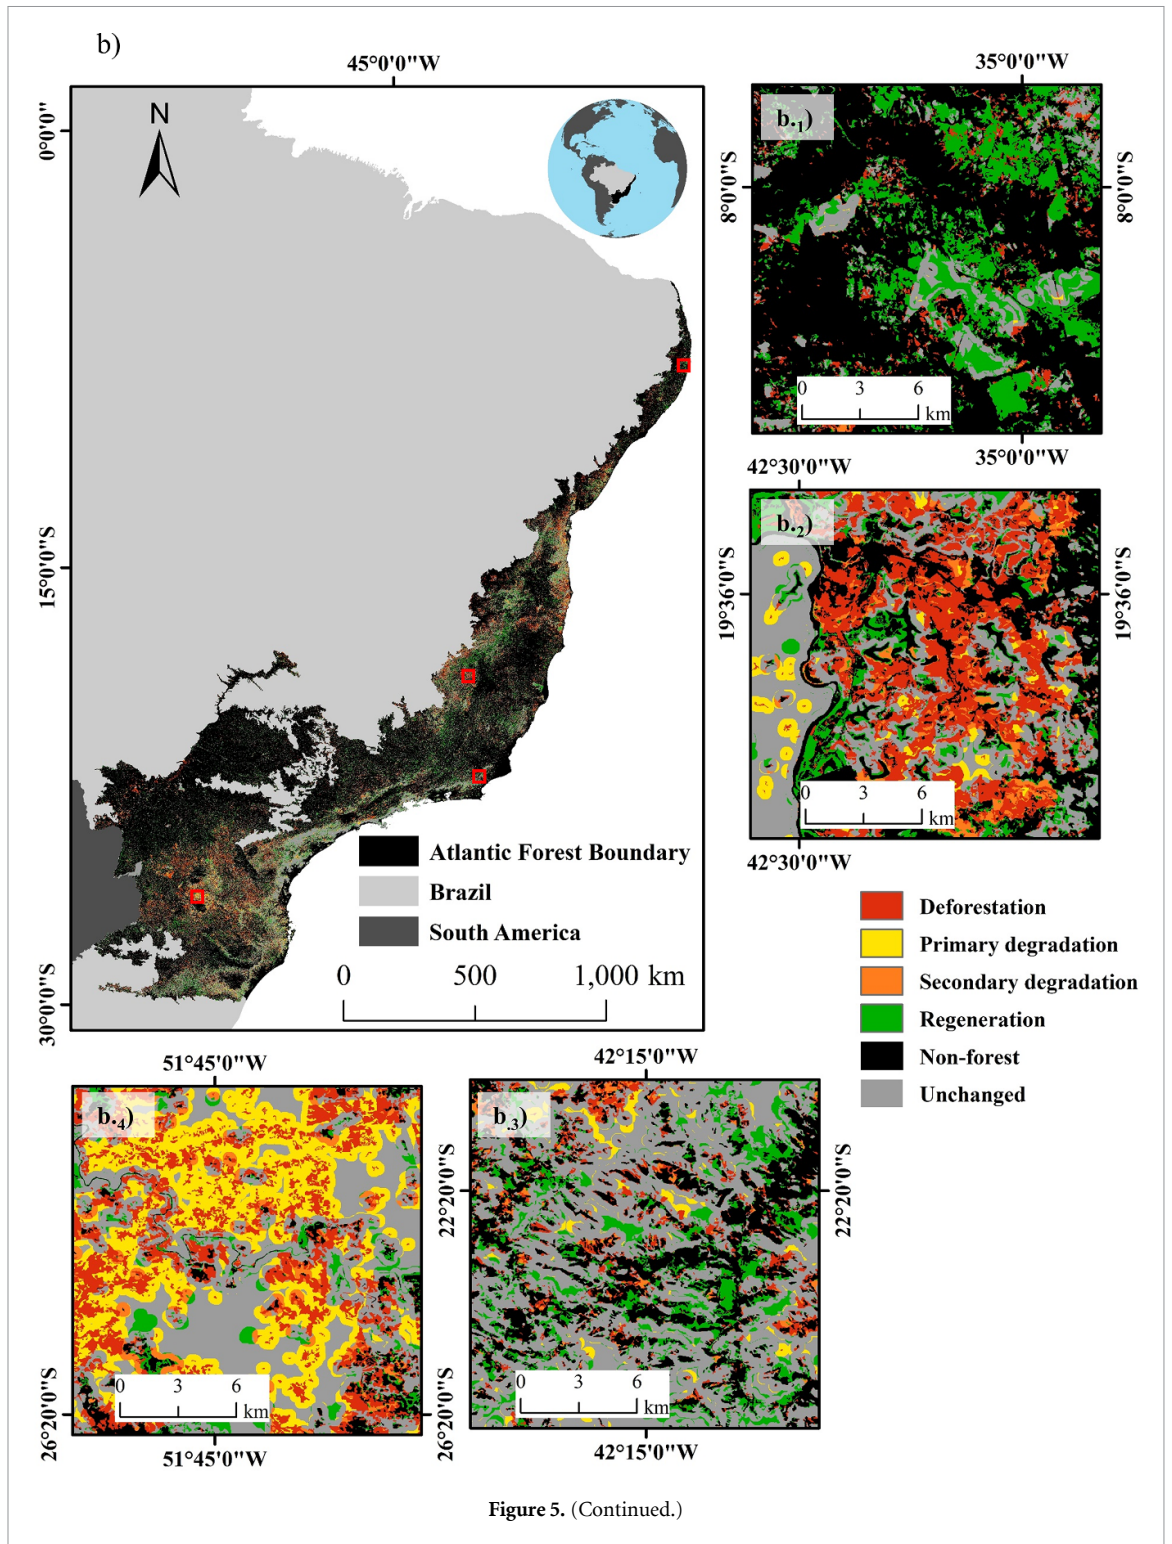 b)
45°0'0"W
0°0'0"
15°0'0"S
30°0'0"S
N
Atlantic Forest Boundary
Brazil
South America
0 500 1,000 km
35°0'0"W
b.1)
8°0'0"S
8°0'0"S
0 3 6
km
35°0'0"W
42°30'0"W
b.2)
19°36'0"S
19°36'0"S
0 3 6
km
42°30'0"W
Deforestation
Primary degradation
Secondary degradation
Regeneration
Non-forest
Unchanged
51°45'0"W
b.4)
26°20'0"S
0 3 6
km
51°45'0"W
26°20'0"S
42°15'0"W
b.3)
22°20'0"S
22°20'0"S
0 3 6
km
42°15'0"W
Figure 5. (Continued.)